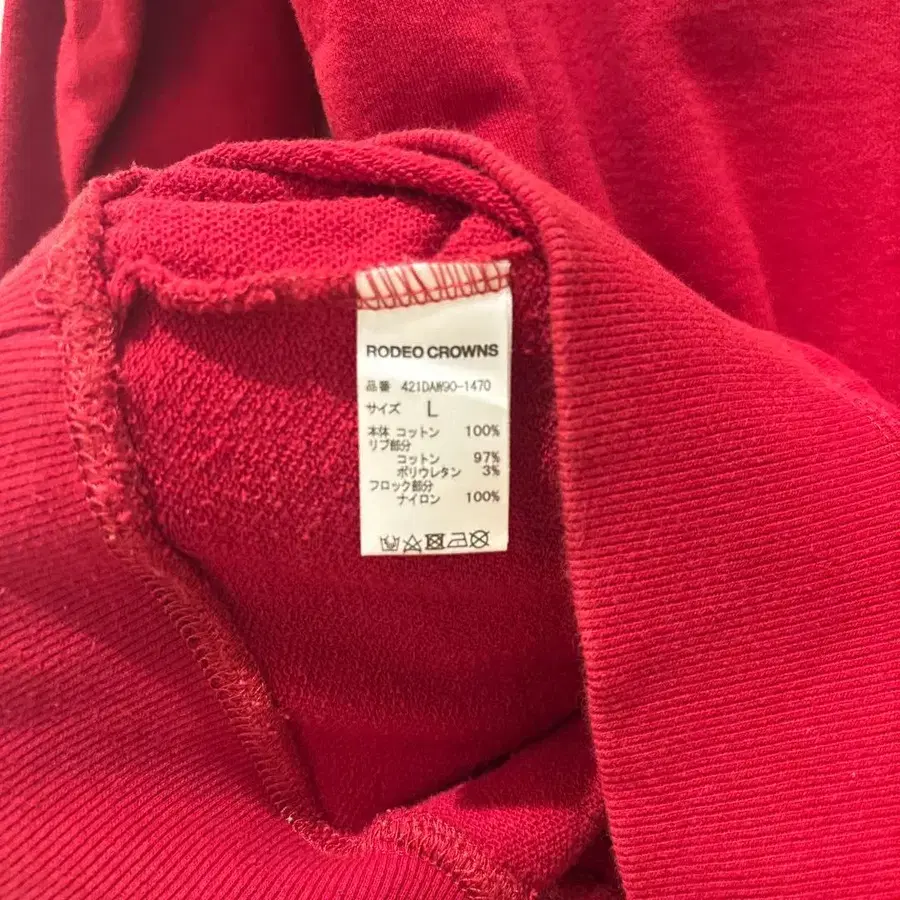 RODEO CROWNS
品番 421DAW90-1470
サイズ L
本体 コットン 100%
リブ部分
コットン 97%
ポリウレタン 3%
フロック部分
ナイロン 100%